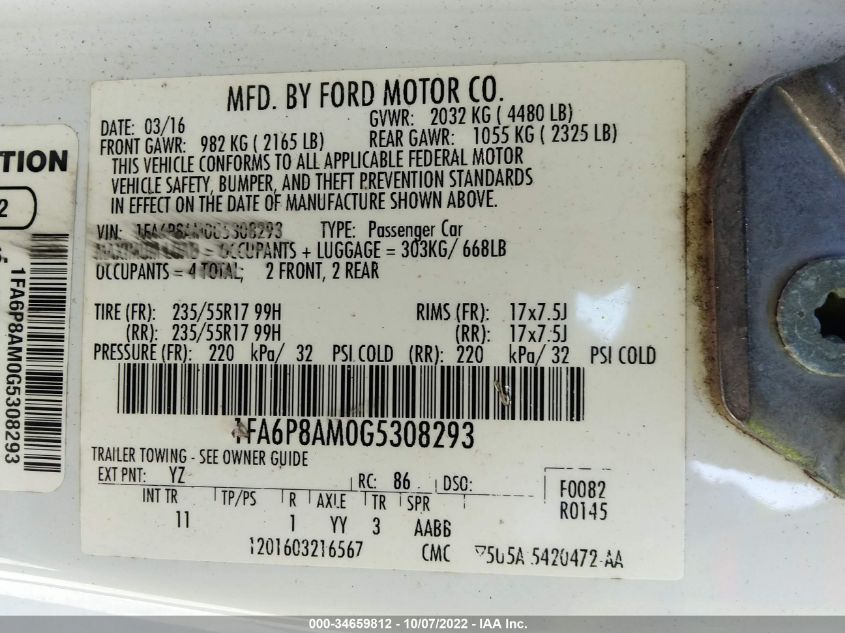 MFD. BY FORD MOTOR CO.
DATE: 03/16 GVWR: 2032 KG ( 4480 LB)
FRONT GAWR: 982 KG ( 2165 LB) REAR GAWR: 1055 KG ( 2325 LB)
THIS VEHICLE CONFORMS TO ALL APPLICABLE FEDERAL MOTOR
VEHICLE SAFETY, BUMPER, AND THEFT PREVENTION STANDARDS
IN EFFECT ON THE DATE OF MANUFACTURE SHOWN ABOVE.
VIN: 1FA6P8AM0G5308293 TYPE: Passenger Car
MAXIMUM LOAD = OCCUPANTS + LUGGAGE = 303KG/ 668LB
OCCUPANTS = 4 TOTAL; 2 FRONT, 2 REAR
TIRE (FR): 235/55R17 99H RIMS (FR): 17x7.5J
(RR): 235/55R17 99H (RR): 17x7.5J
PRESSURE (FR): 220 kPa/ 32 PSI COLD (RR): 220 kPa/ 32 PSI COLD
1FA6P8AM0G5308293
TRAILER TOWING - SEE OWNER GUIDE
EXT PNT: YZ RC: 86 DSO:
INT TR TP/PS R AXLE TR SPR
11 1 YY 3 AABB
F0082
R0145
1201603216567 CMC 5420472-AA
TION
2
1FA6P8AM0G5308293
000-34659812 - 10/07/2022 - IAA Inc.